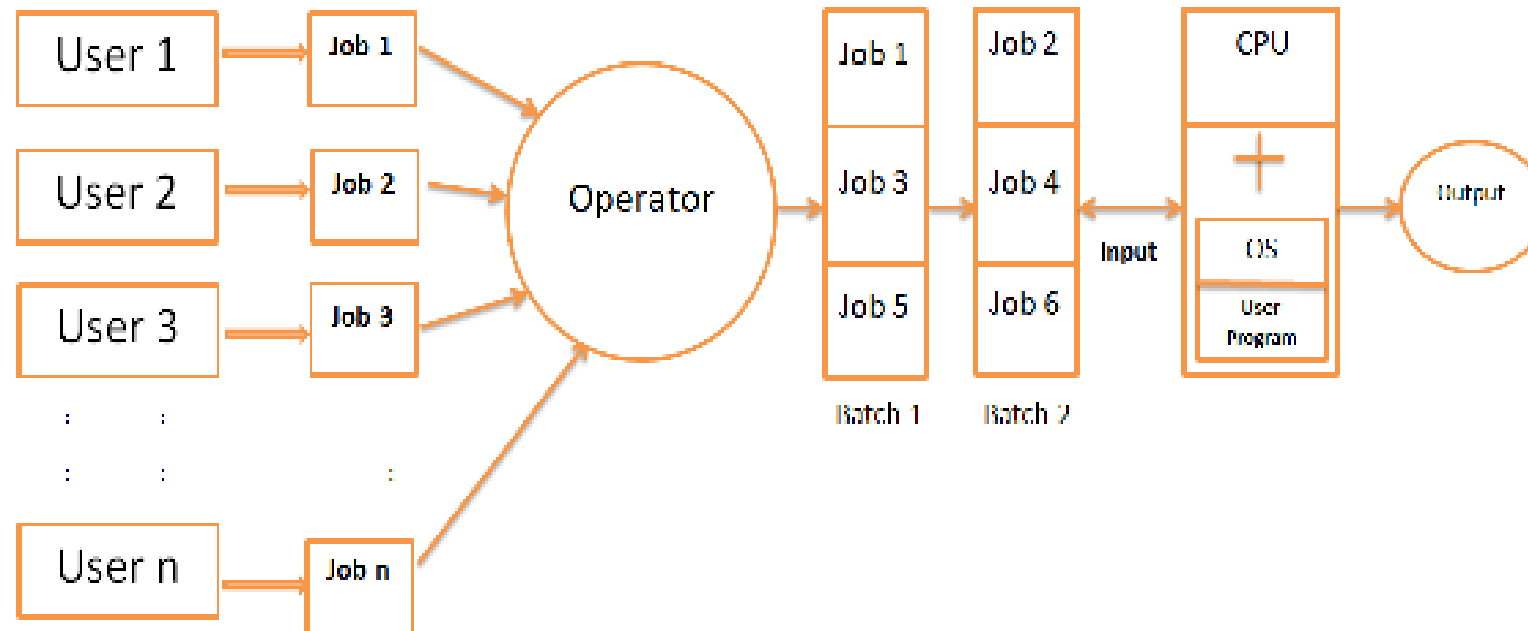 User 1
Job 1
User 2
Job 2
User 3
Job 3
: :
: : :
User n
Job n
Operator
Job 1
Job 3
Job 5
Batch 1
Job 2
Job 4
Job 6
Batch 2
Input
CPU
+
OS
User
Program
Output